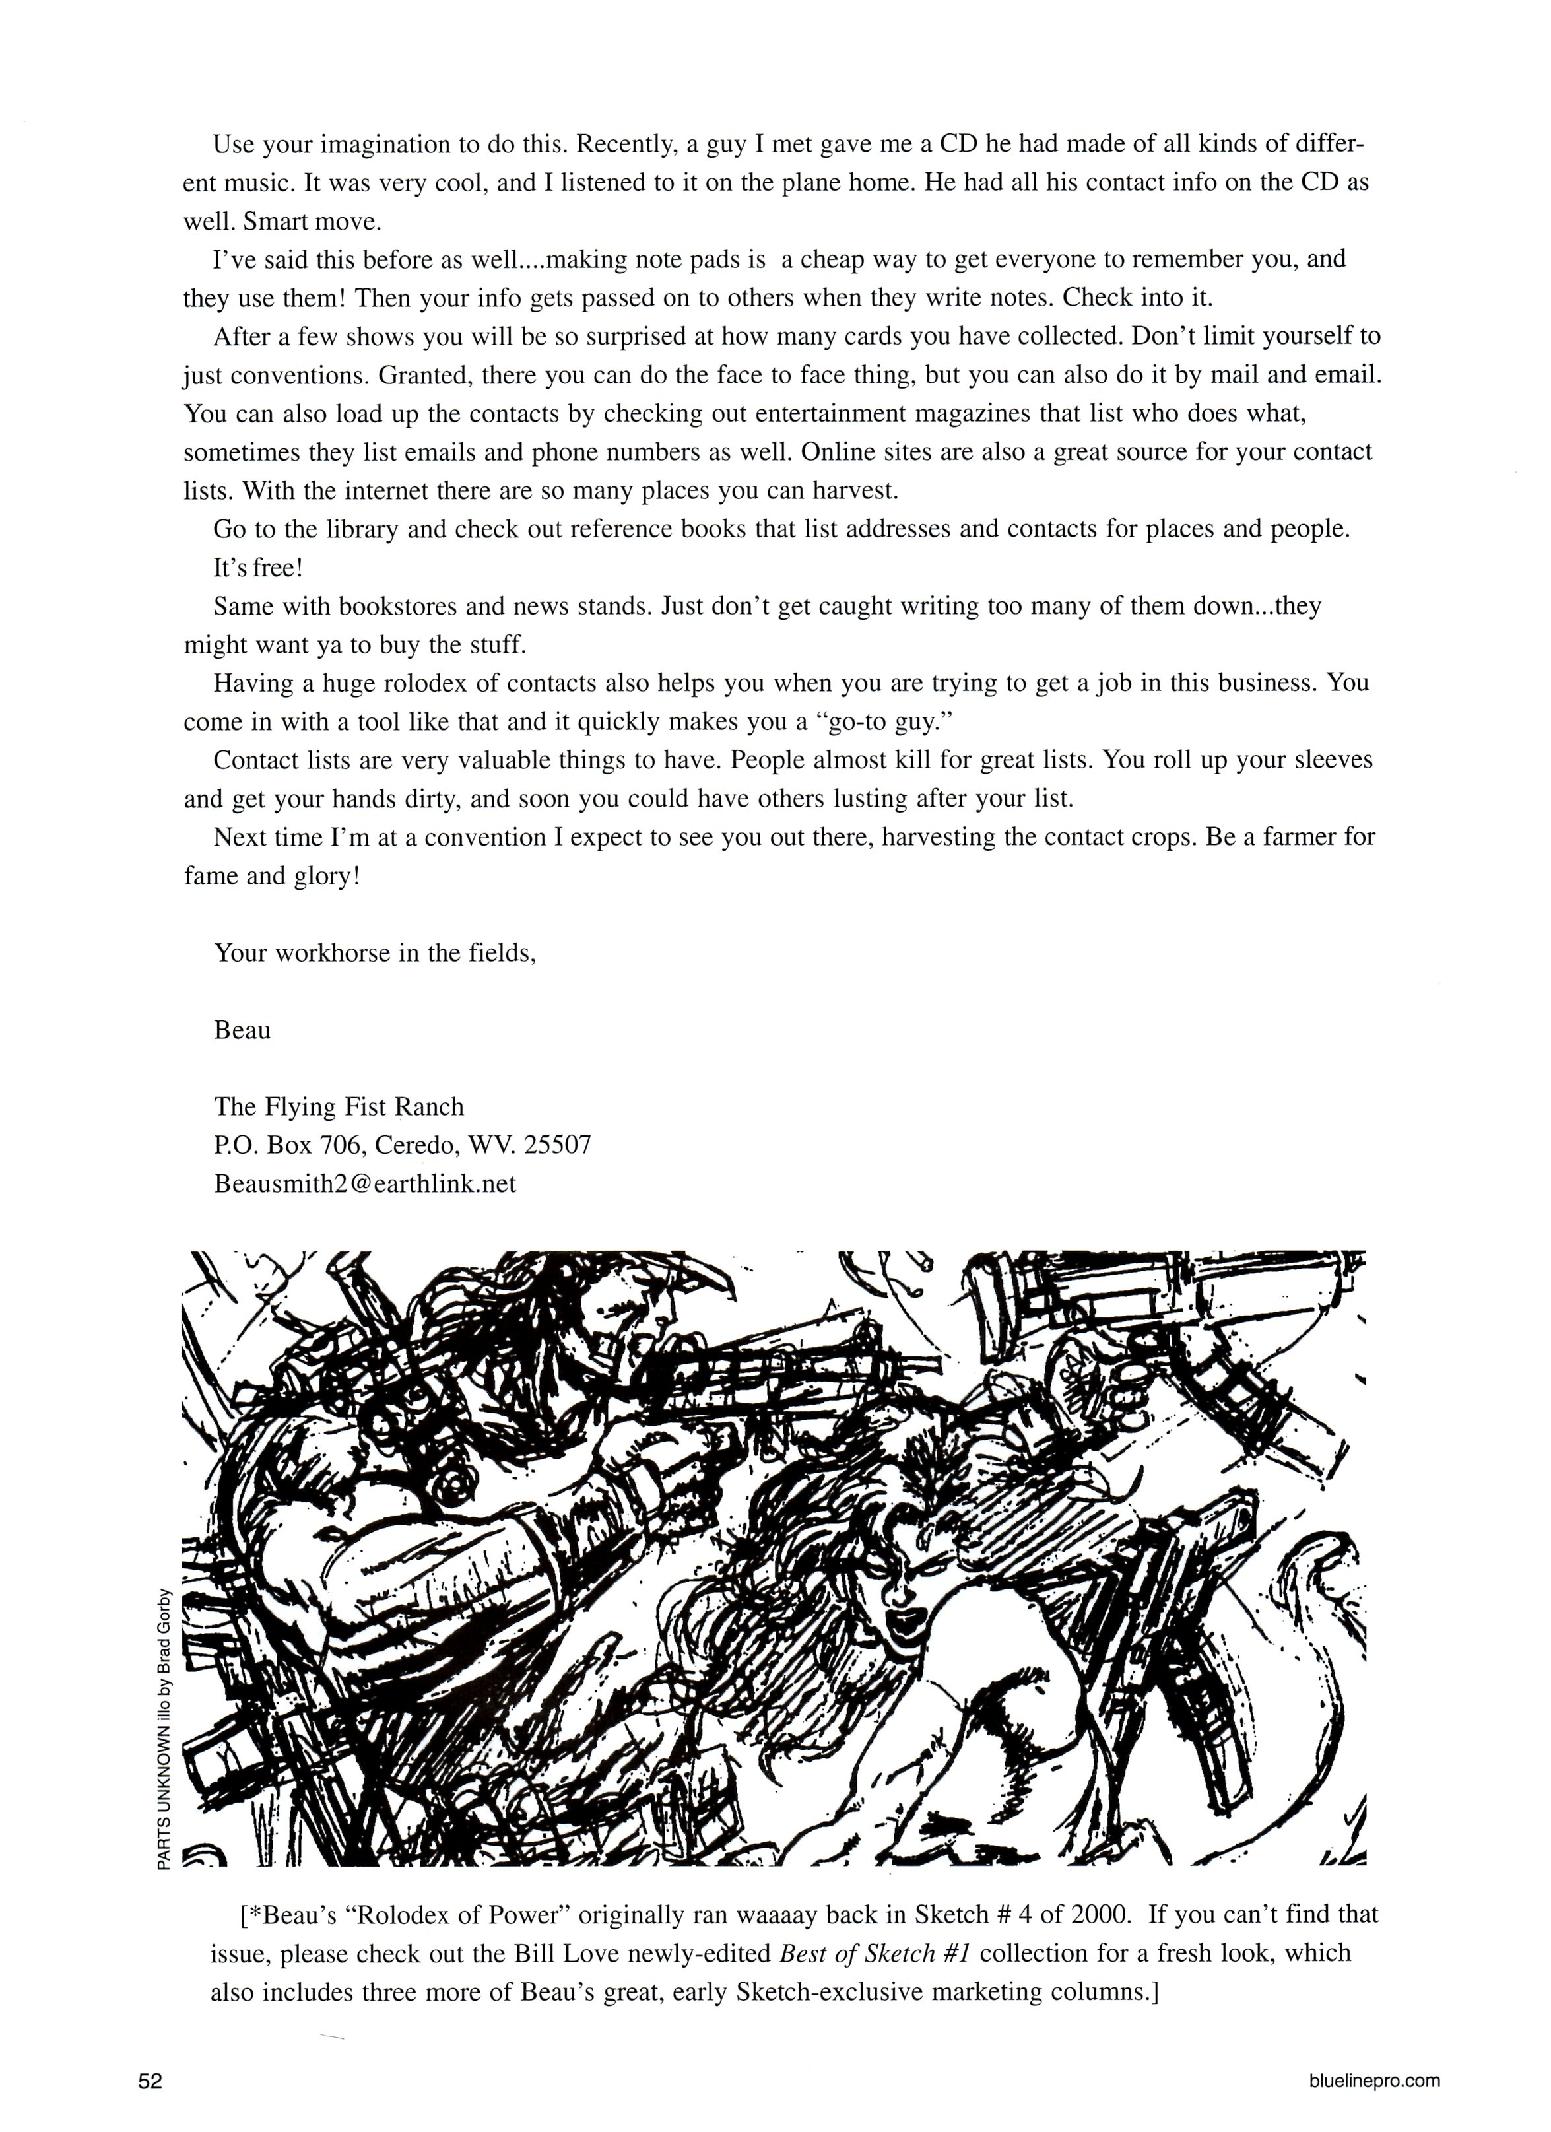 Use your imagination to do this. Recently, a guy I met gave me a CD he had made of all kinds of differ-
ent music. It was very cool, and I listened to it on the plane home. He had all his contact info on the CD as
well. Smart move.
I've said this before as well....making note pads is  a cheap way to get everyone to remember you, and
they use them! Then your info gets passed on to others when they write notes. Check into it.
After a few shows you will be so surprised at how many cards you have collected. Don't limit yourself to
just conventions. Granted, there you can do the face to face thing, but you can also do it by mail and email.
You can also load up the contacts by checking out entertainment magazines that list who does what,
sometimes they list emails and phone numbers as well. Online sites are also a great source for your contact
lists. With the internet there are so many places you can harvest.
Go to the library and check out reference books that list addresses and contacts for places and people.
It's free!
Same with bookstores and news stands. Just don't get caught writing too many of them down...they
might want ya to buy the stuff.
Having a huge rolodex of contacts also helps you when you are trying to get a job in this business. You
come in with a tool like that and it quickly makes you a “go-to guy.”
Contact lists are very valuable things to have. People almost kill for great lists. You roll up your sleeves
and get your hands dirty, and soon you could have others lusting after your list.
Next time I'm at a convention I expect to see you out there, harvesting the contact crops. Be a farmer for
fame and glory!
Your workhorse in the fields,
Beau
The Flying Fist Ranch
P.O. Box 706, Ceredo, WV. 25507
Beausmith2@earthlink.net
PARTS UNKNOWN illo by Brad Gorby
[*Beau's “Rolodex of Power” originally ran waaaay back in Sketch # 4 of 2000.  If you can't find that
issue, please check out the Bill Love newly-edited Best of Sketch #1 collection for a fresh look, which
also includes three more of Beau's great, early Sketch-exclusive marketing columns.]
52
bluelinepro.com